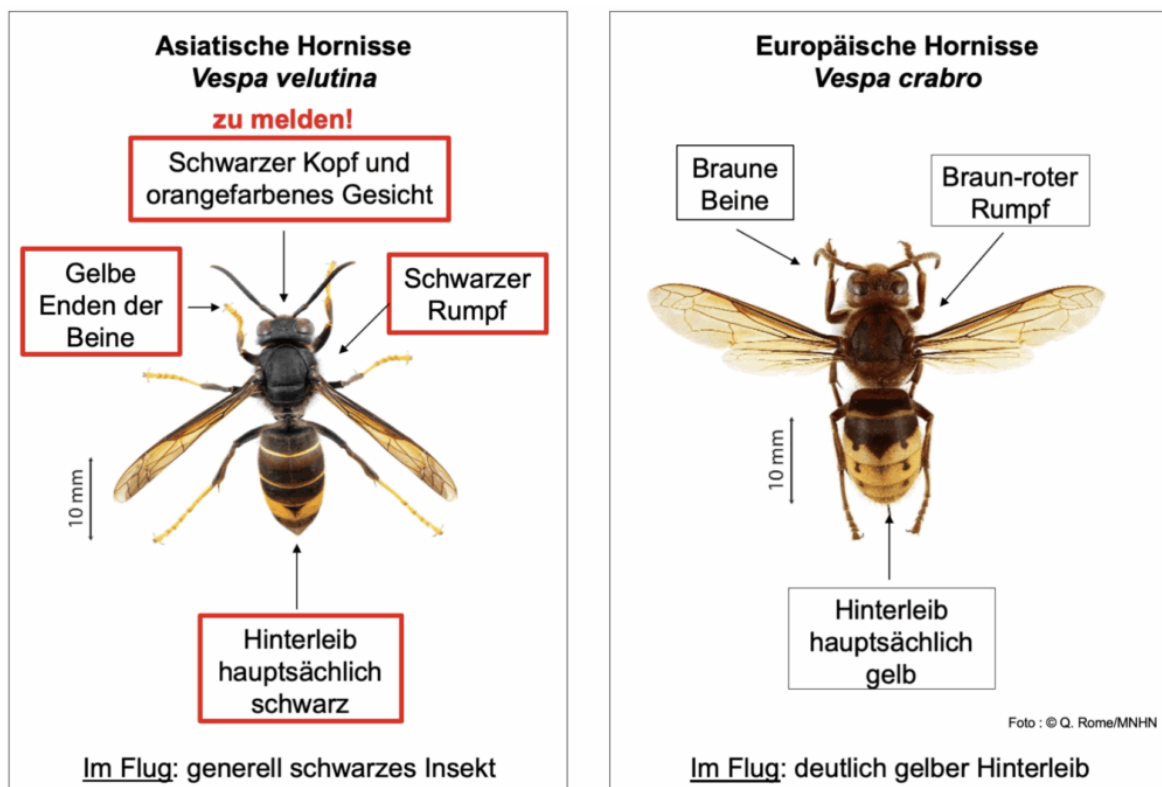 Asiatische Hornisse
Vespa velutina
zu melden!
Schwarzer Kopf und
orangefarbenes Gesicht
Gelbe
Enden der
Beine
Schwarzer
Rumpf
10 mm
Hinterleib
hauptsächlich
schwarz
Im Flug: generell schwarzes Insekt
Europäische Hornisse
Vespa crabro
Braune
Beine
Braun-roter
Rumpf
10 mm
Hinterleib
hauptsächlich
gelb
Foto : © Q. Rome/MNHN
Im Flug: deutlich gelber Hinterleib